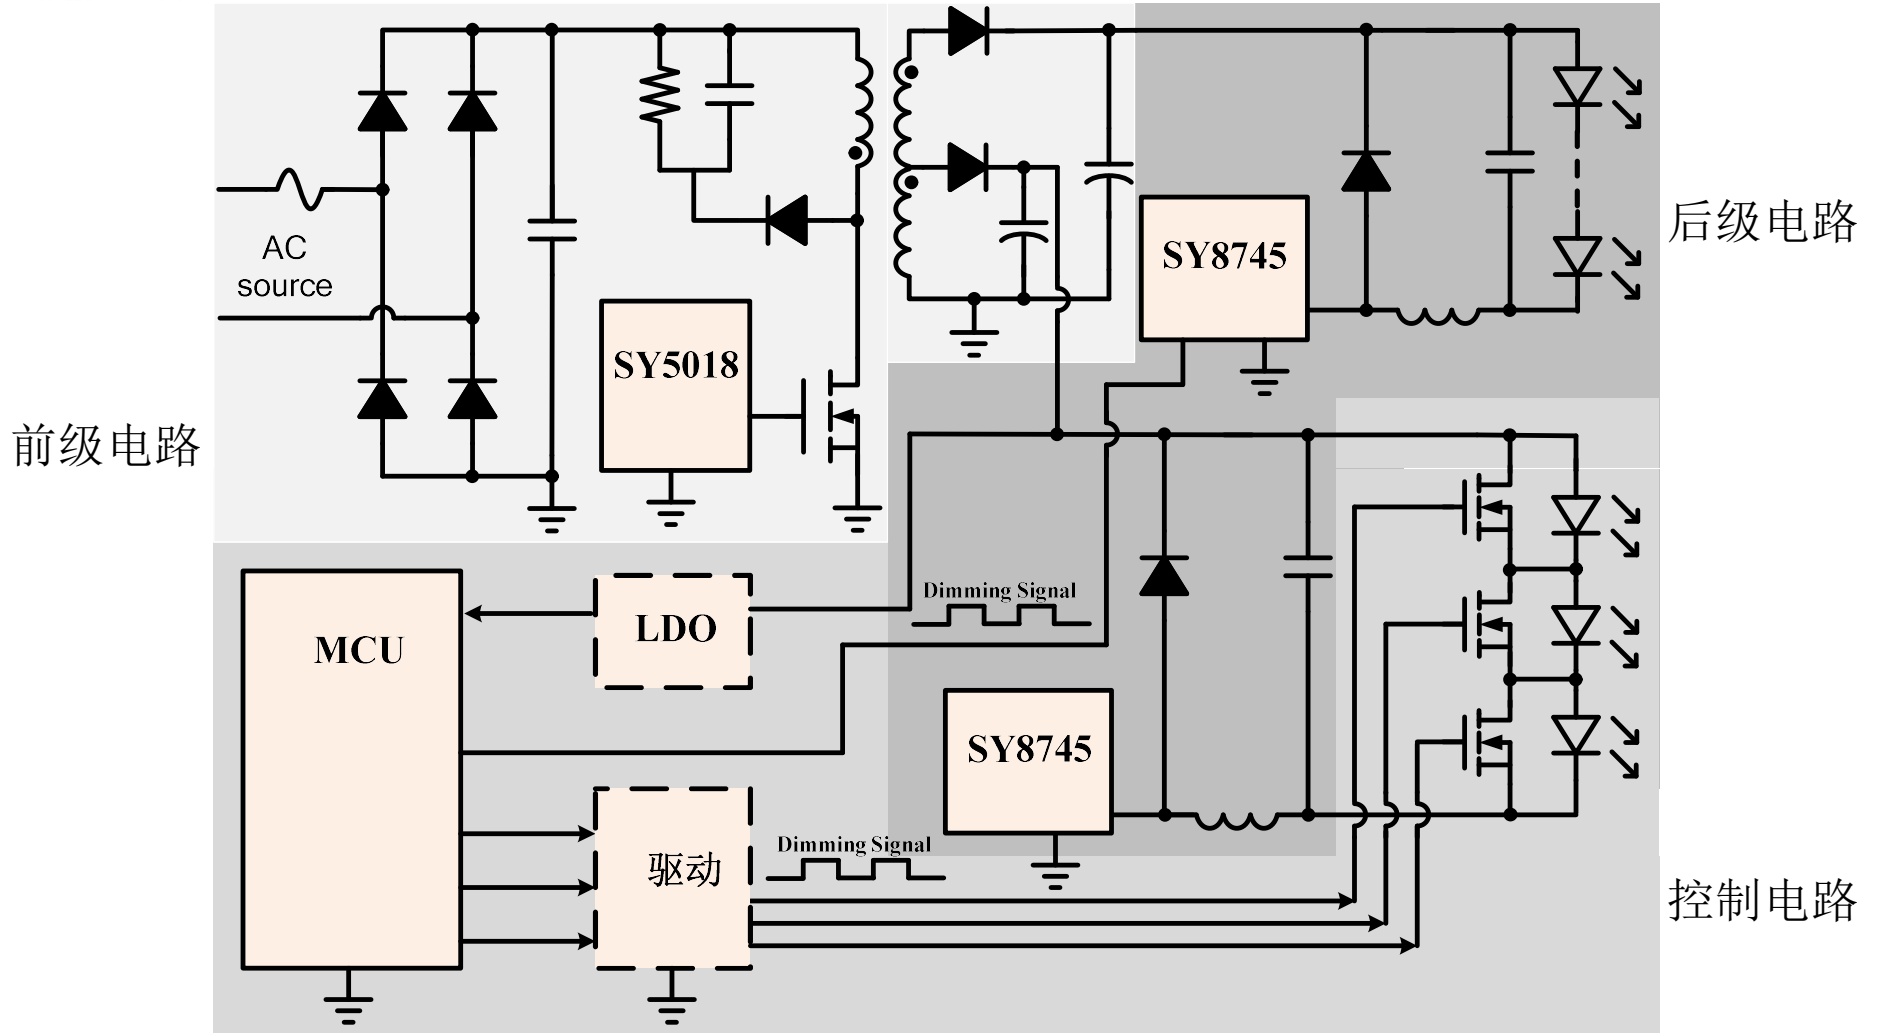 AC
source
SY8745
后级电路
SY5018
前级电路
Dimming Signal
LDO
MCU
SY8745
Dimming Signal
驱动
控制电路